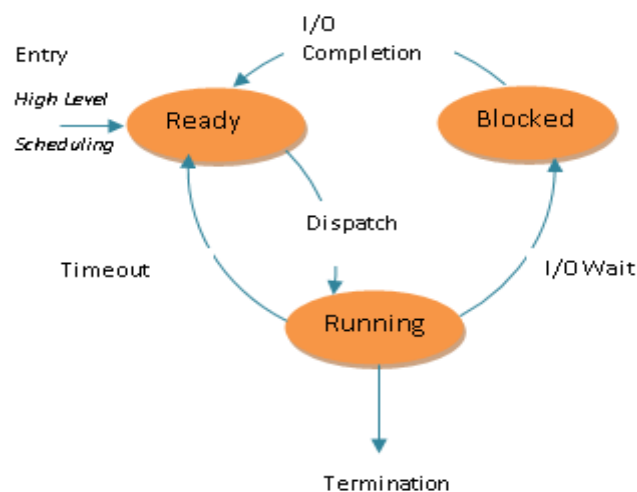 I/O
Completion
Entry
High Level
Scheduling
Ready
Blocked
Dispatch
Timeout
I/O Wait
Running
Termination